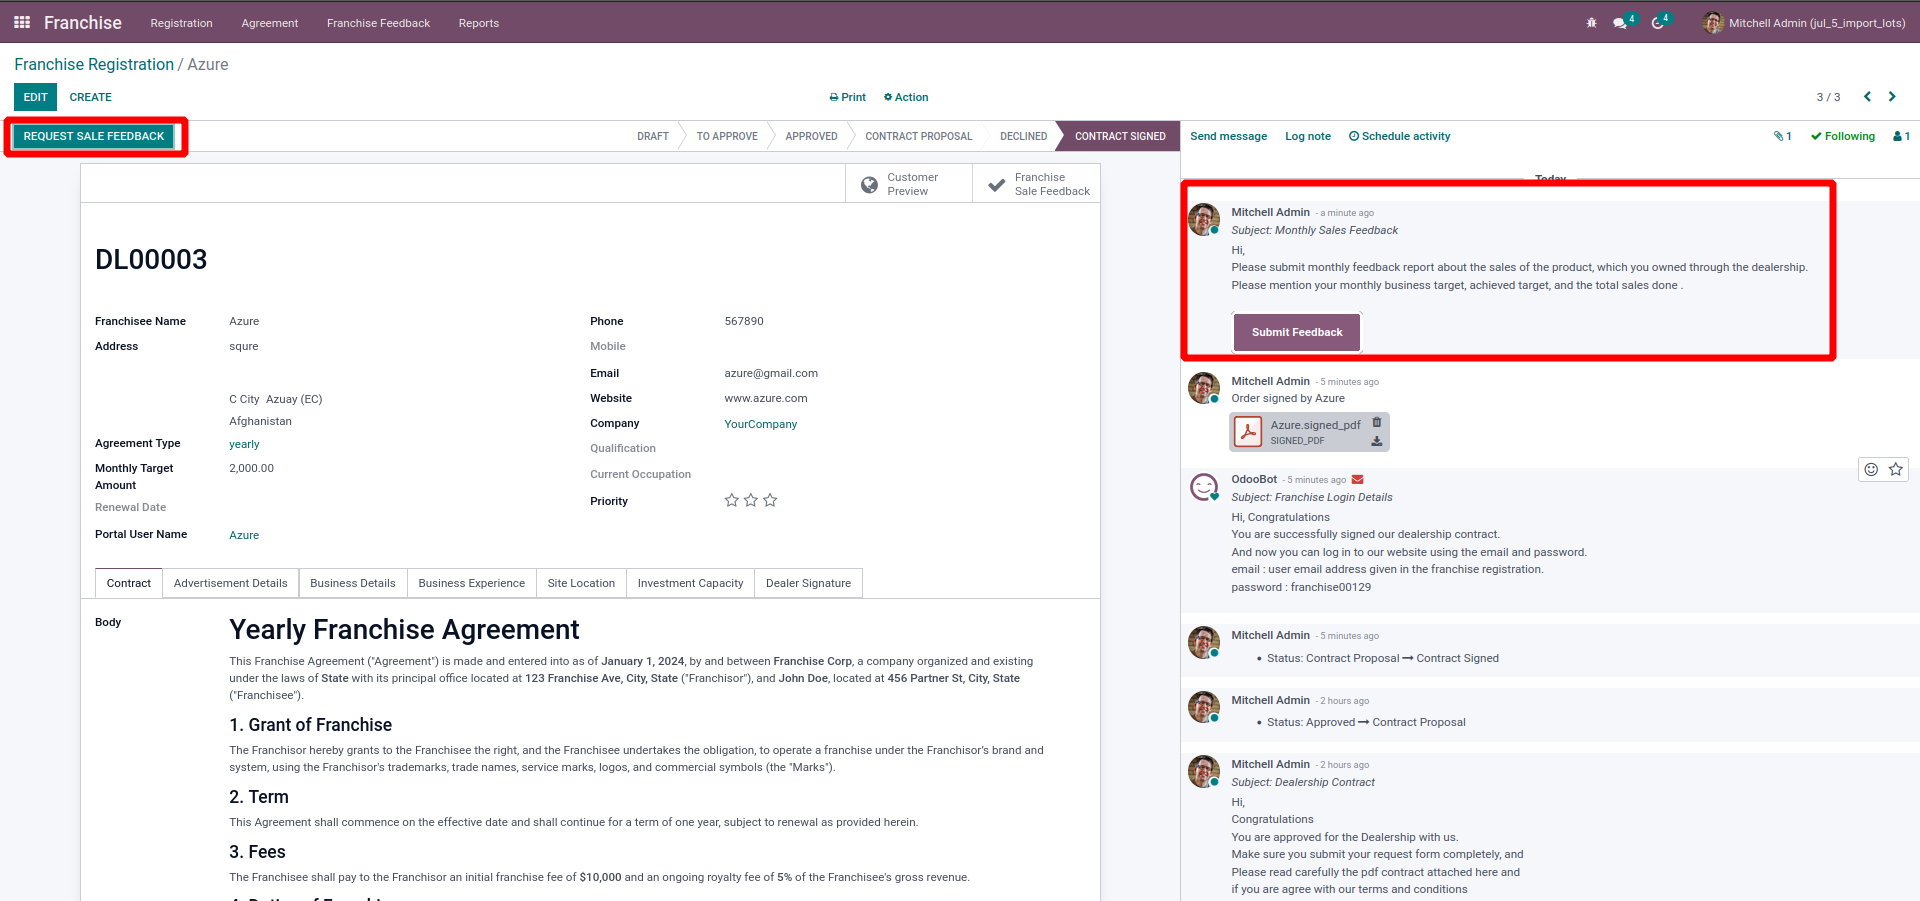 Franchise Registration Agreement Franchise Feedback Reports 4 4 Mitchell Admin (jul_5_import_lots)
Franchise Registration / Azure
EDIT CREATE Print Action 3 / 3
REQUEST SALE FEEDBACK DRAFT TO APPROVE APPROVED CONTRACT PROPOSAL DECLINED CONTRACT SIGNED
Customer Preview
Franchise Sale Feedback
DL00003
Franchisee Name Azure
Address squre
C City Azuay (EC)
Afghanistan
Agreement Type yearly
Monthly Target Amount 2,000.00
Renewal Date
Portal User Name Azure
Phone 567890
Mobile
Email azure@gmail.com
Website www.azure.com
Company YourCompany
Qualification
Current Occupation
Priority
Contract Advertisement Details Business Details Business Experience Site Location Investment Capacity Dealer Signature
Body
Yearly Franchise Agreement
This Franchise Agreement ("Agreement") is made and entered into as of January 1, 2024, by and between Franchise Corp, a company organized and existing
under the laws of State with its principal office located at 123 Franchise Ave, City, State ("Franchisor"), and John Doe, located at 456 Partner St, City, State
("Franchisee").
1. Grant of Franchise
The Franchisor hereby grants to the Franchisee the right, and the Franchisee undertakes the obligation, to operate a franchise under the Franchisor's brand and
system, using the Franchisor's trademarks, trade names, service marks, logos, and commercial symbols (the "Marks").
2. Term
This Agreement shall commence on the effective date and shall continue for a term of one year, subject to renewal as provided herein.
3. Fees
The Franchisee shall pay to the Franchisor an initial franchise fee of $10,000 and an ongoing royalty fee of 5% of the Franchisee's gross revenue.
Send message Log note Schedule activity 1 Following 1
Today
Mitchell Admin - a minute ago
Subject: Monthly Sales Feedback
Hi,
Please submit monthly feedback report about the sales of the product, which you owned through the dealership.
Please mention your monthly business target, achieved target, and the total sales done .
Submit Feedback
Mitchell Admin - 5 minutes ago
Order signed by Azure
Azure.signed_pdf
SIGNED_PDF
OdooBot - 5 minutes ago
Subject: Franchise Login Details
Hi, Congratulations
You are successfully signed our dealership contract.
And now you can log in to our website using the email and password.
email : user email address given in the franchise registration.
password : franchise00129
Mitchell Admin - 5 minutes ago
• Status: Contract Proposal → Contract Signed
Mitchell Admin - 2 hours ago
• Status: Approved → Contract Proposal
Mitchell Admin - 2 hours ago
Subject: Dealership Contract
Hi,
Congratulations
You are approved for the Dealership with us.
Make sure you submit your request form completely, and
Please read carefully the pdf contract attached here and
if you are agree with our terms and conditions